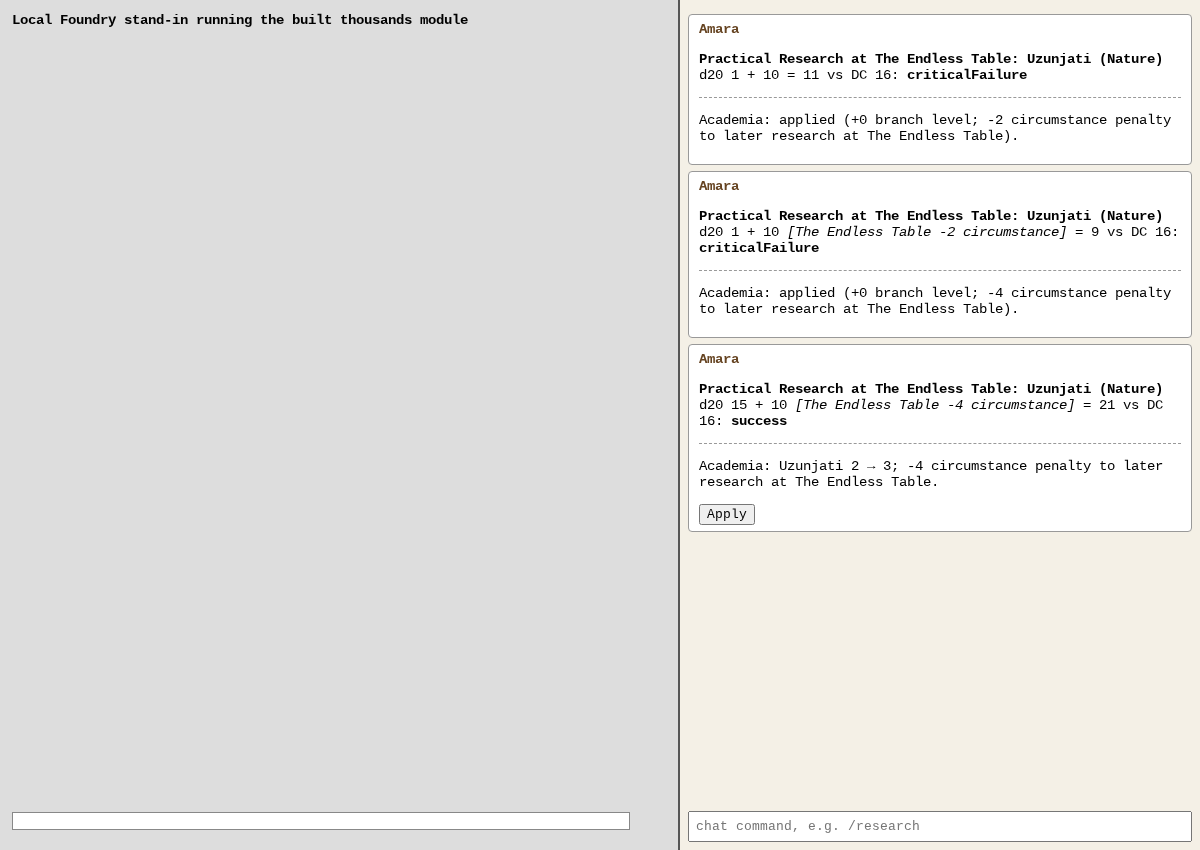 Local Foundry stand-in running the built thousands module
Amara
Practical Research at The Endless Table: Uzunjati (Nature)
d20 1 + 10 = 11 vs DC 16: criticalFailure
Academia: applied (+0 branch level; -2 circumstance penalty
to later research at The Endless Table).
Amara
Practical Research at The Endless Table: Uzunjati (Nature)
d20 1 + 10 [The Endless Table -2 circumstance] = 9 vs DC 16:
criticalFailure
Academia: applied (+0 branch level; -4 circumstance penalty
to later research at The Endless Table).
Amara
Practical Research at The Endless Table: Uzunjati (Nature)
d20 15 + 10 [The Endless Table -4 circumstance] = 21 vs DC
16: success
Academia: Uzunjati 2 → 3; -4 circumstance penalty to later
research at The Endless Table.
Apply
chat command, e.g. /research